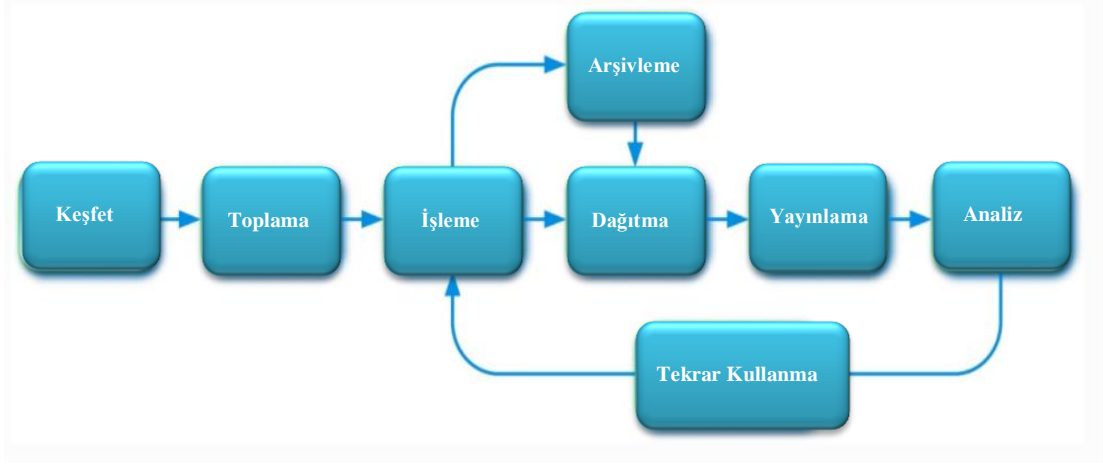 Arşivleme
Keşfet
Toplama
İşleme
Dağıtma
Yayınlama
Analiz
Tekrar Kullanma